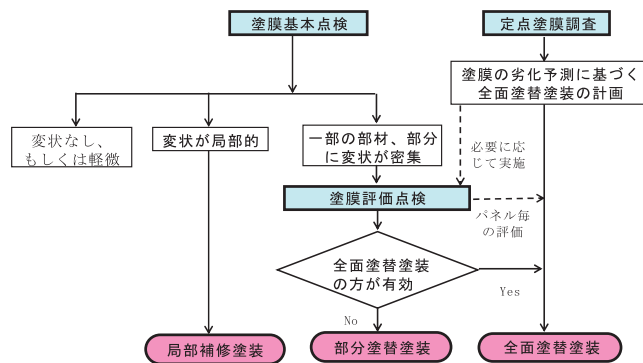 塗膜基本点検
定点塗膜調査
塗膜の劣化予測に基づく
全面塗替塗装の計画
変状なし、
もしくは軽微
変状が局部的
一部の部材、部分
に変状が密集
必要に応
じて実施
塗膜評価点検
パネル毎
の評価
全面塗替塗装
の方が有効
Yes
No
局部補修塗装
部分塗替塗装
全面塗替塗装